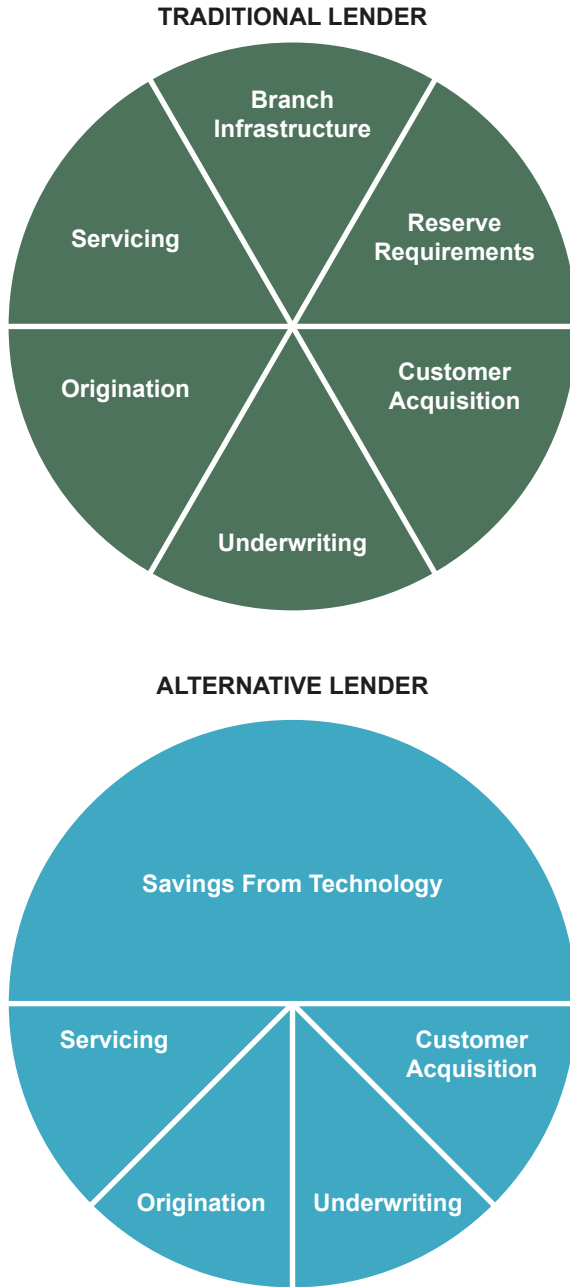 TRADITIONAL LENDER
Branch
Infrastructure
Reserve
Requirements
Servicing
Customer
Acquisition
Origination
Underwriting
ALTERNATIVE LENDER
Savings From Technology
Servicing
Customer
Acquisition
Origination
Underwriting